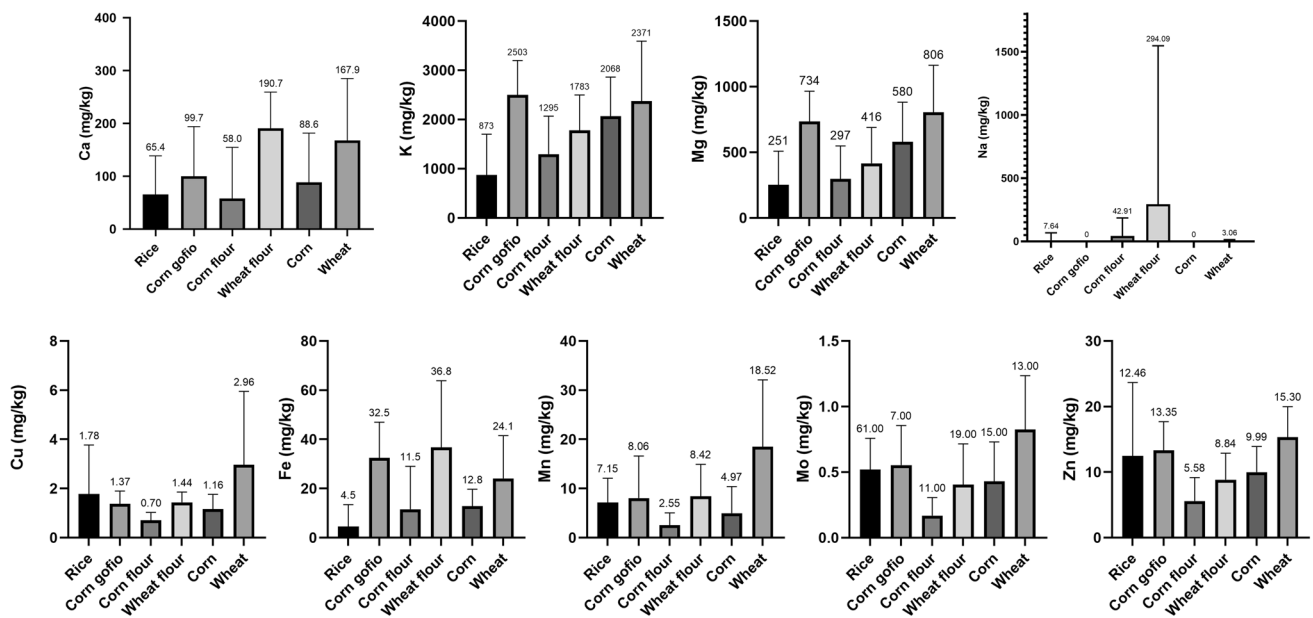 Ca (mg/kg)
400
300
200
100
0
65.4
99.7
58.0
190.7
88.6
167.9
Rice
Corn gofio
Corn flour
Wheat flour
Corn
Wheat
K (mg/kg)
4000
3000
2000
1000
0
873
2503
1295
1783
2068
2371
Rice
Corn gofio
Corn flour
Wheat flour
Corn
Wheat
Mg (mg/kg)
1500
1000
500
0
251
734
297
416
580
806
Rice
Corn gofio
Corn flour
Wheat flour
Corn
Wheat
Na (mg/kg)
1500
1000
500
0
7.64
0
42.91
294.09
0
3.06
Rice
Corn gofio
Corn flour
Wheat flour
Corn
Wheat
Cu (mg/kg)
8
6
4
2
0
1.78
1.37
0.70
1.44
1.16
2.96
Rice
Corn gofio
Corn flour
Wheat flour
Corn
Wheat
Fe (mg/kg)
80
60
40
20
0
4.5
32.5
11.5
36.8
12.8
24.1
Rice
Corn gofio
Corn flour
Wheat flour
Corn
Wheat
Mn (mg/kg)
40
30
20
10
0
7.15
8.06
2.55
8.42
4.97
18.52
Rice
Corn gofio
Corn flour
Wheat flour
Corn
Wheat
Mo (mg/kg)
1.5
1.0
0.5
0.0
61.00
7.00
11.00
19.00
15.00
13.00
Rice
Corn gofio
Corn flour
Wheat flour
Corn
Wheat
Zn (mg/kg)
30
20
10
0
12.46
13.35
5.58
8.84
9.99
15.30
Rice
Corn gofio
Corn flour
Wheat flour
Corn
Wheat